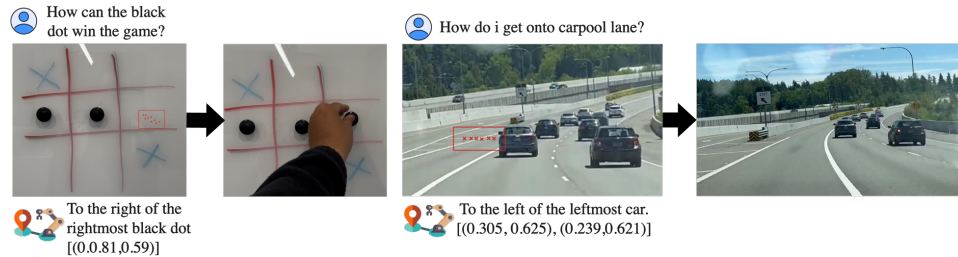 How can the black
dot win the game?
To the right of the
rightmost black dot
[(0.0.81,0.59)]
How do i get onto carpool lane?
To the left of the leftmost car.
[(0.305, 0.625), (0.239,0.621)]